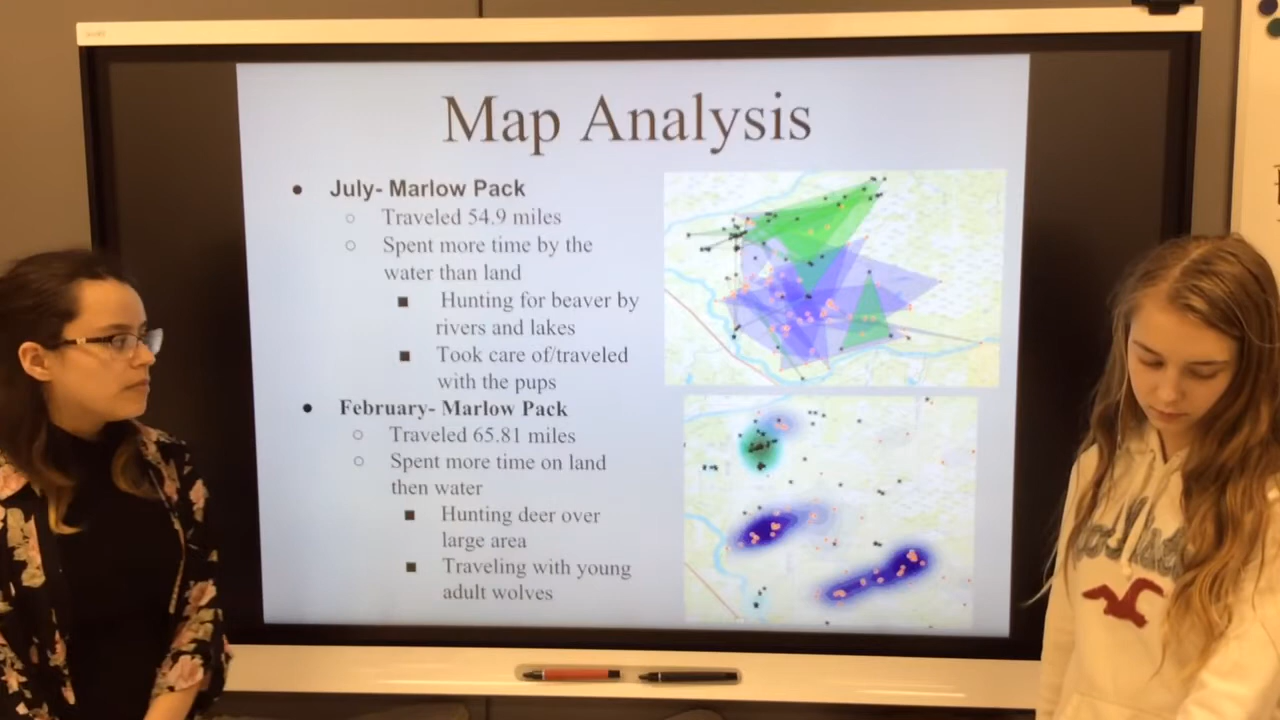 Map Analysis
● July- Marlow Pack
○ Traveled 54.9 miles
○ Spent more time by the
water than land
■ Hunting for beaver by
rivers and lakes
■ Took care of/traveled
with the pups
● February- Marlow Pack
○ Traveled 65.81 miles
○ Spent more time on land
then water
■ Hunting deer over
large area
■ Traveling with young
adult wolves